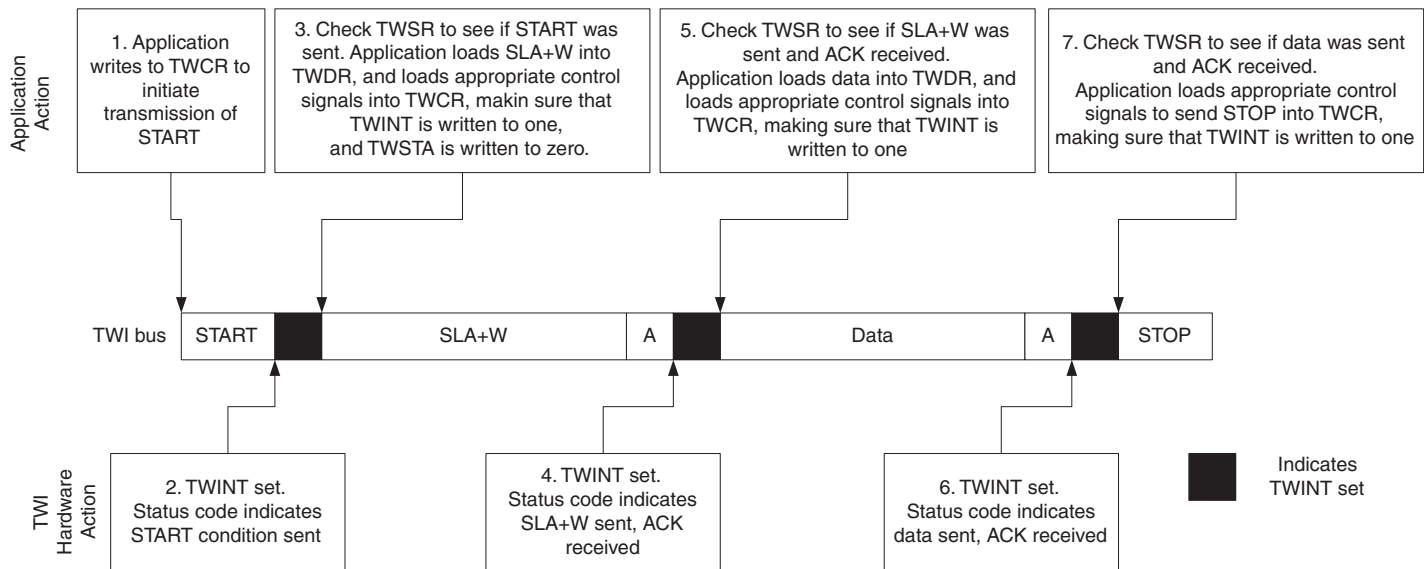 Application
Action
1. Application
writes to TWCR to
initiate
transmission of
START
3. Check TWSR to see if START was
sent. Application loads SLA+W into
TWDR, and loads appropriate control
signals into TWCR, makin sure that
TWINT is written to one,
and TWSTA is written to zero.
5. Check TWSR to see if SLA+W was
sent and ACK received.
Application loads data into TWDR, and
loads appropriate control signals into
TWCR, making sure that TWINT is
written to one
7. Check TWSR to see if data was sent
and ACK received.
Application loads appropriate control
signals to send STOP into TWCR,
making sure that TWINT is written to one
TWI bus
START
SLA+W
A
Data
A
STOP
TWI
Hardware
Action
2. TWINT set.
Status code indicates
START condition sent
4. TWINT set.
Status code indicates
SLA+W sent, ACK
received
6. TWINT set.
Status code indicates
data sent, ACK received
Indicates
TWINT set